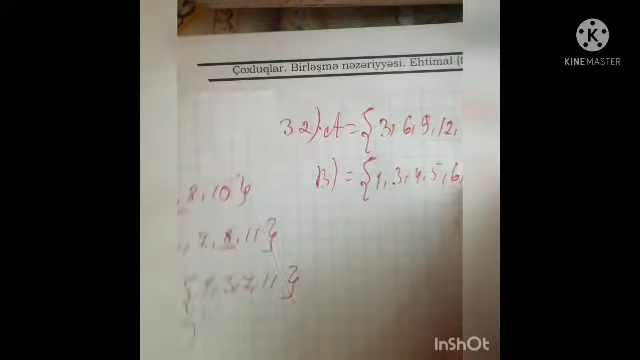 K
KINEMASTER
Çoxluqlar. Birləşmə nəzəriyyəsi. Ehtimal (
32) A = {3, 6, 9, 12,
B) = {1, 3, 4, 5, 6,
, 8, 10}
, 7, 8, 11}
{1, 3, 7, 11}
InShOt